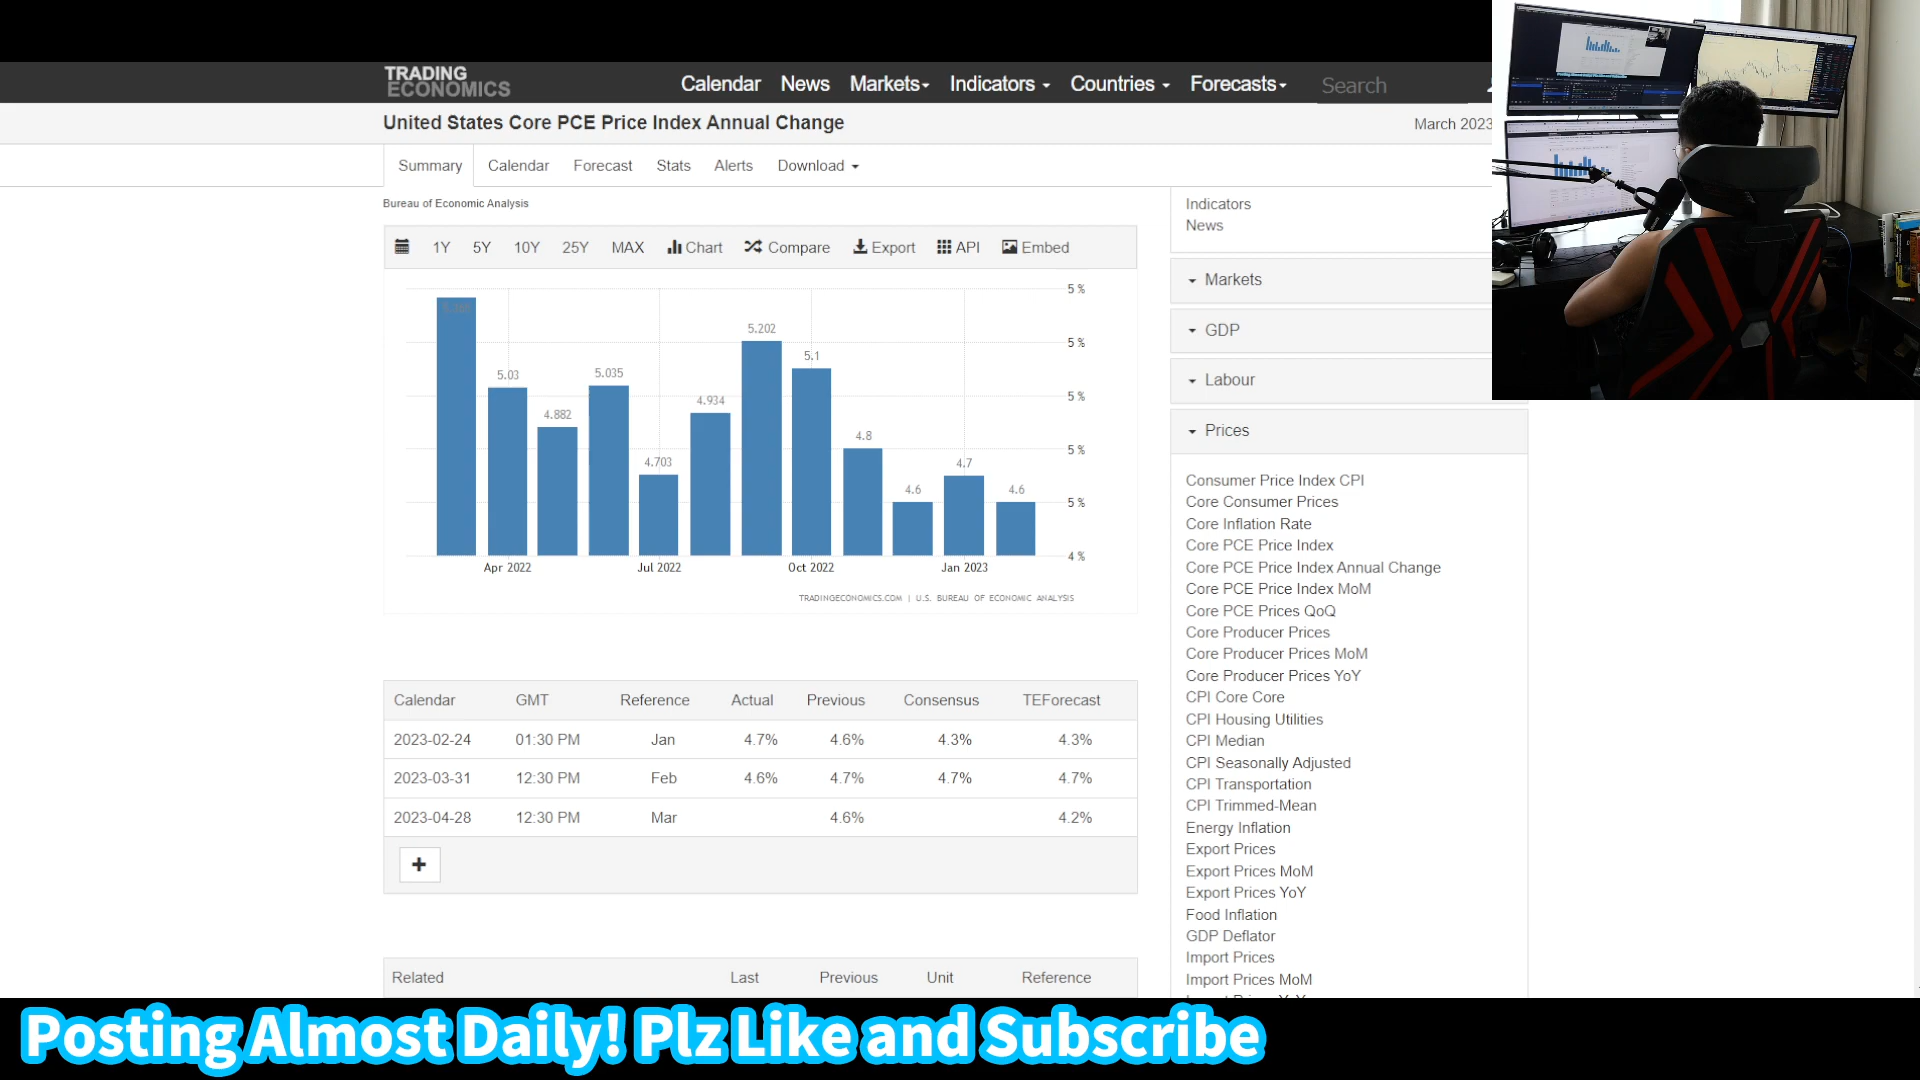 TRADING
ECONOMICS
Calendar News Markets Indicators Countries Forecasts Search
United States Core PCE Price Index Annual Change
March 2023
Summary Calendar Forecast Stats Alerts Download
Bureau of Economic Analysis
1Y 5Y 10Y 25Y MAX Chart Compare Export API Embed
5 %
5 %
5 %
5 %
5 %
4 %
5.03
4.882
5.035
4.703
4.934
5.202
5.1
4.8
4.6
4.7
4.6
Apr 2022 Jul 2022 Oct 2022 Jan 2023
TRADINGECONOMICS.COM | U.S. BUREAU OF ECONOMIC ANALYSIS
Calendar GMT Reference Actual Previous Consensus TEForecast
2023-02-24 01:30 PM Jan 4.7% 4.6% 4.3% 4.3%
2023-03-31 12:30 PM Feb 4.6% 4.7% 4.7% 4.7%
2023-04-28 12:30 PM Mar 4.6% 4.2%
+
Related Last Previous Unit Reference
Indicators
News
Markets
GDP
Labour
Prices
Consumer Price Index CPI
Core Consumer Prices
Core Inflation Rate
Core PCE Price Index
Core PCE Price Index Annual Change
Core PCE Price Index MoM
Core PCE Prices QoQ
Core Producer Prices
Core Producer Prices MoM
Core Producer Prices YoY
CPI Core Core
CPI Housing Utilities
CPI Median
CPI Seasonally Adjusted
CPI Transportation
CPI Trimmed-Mean
Energy Inflation
Export Prices
Export Prices MoM
Export Prices YoY
Food Inflation
GDP Deflator
Import Prices
Import Prices MoM
Posting Almost Daily! Plz Like and Subscribe